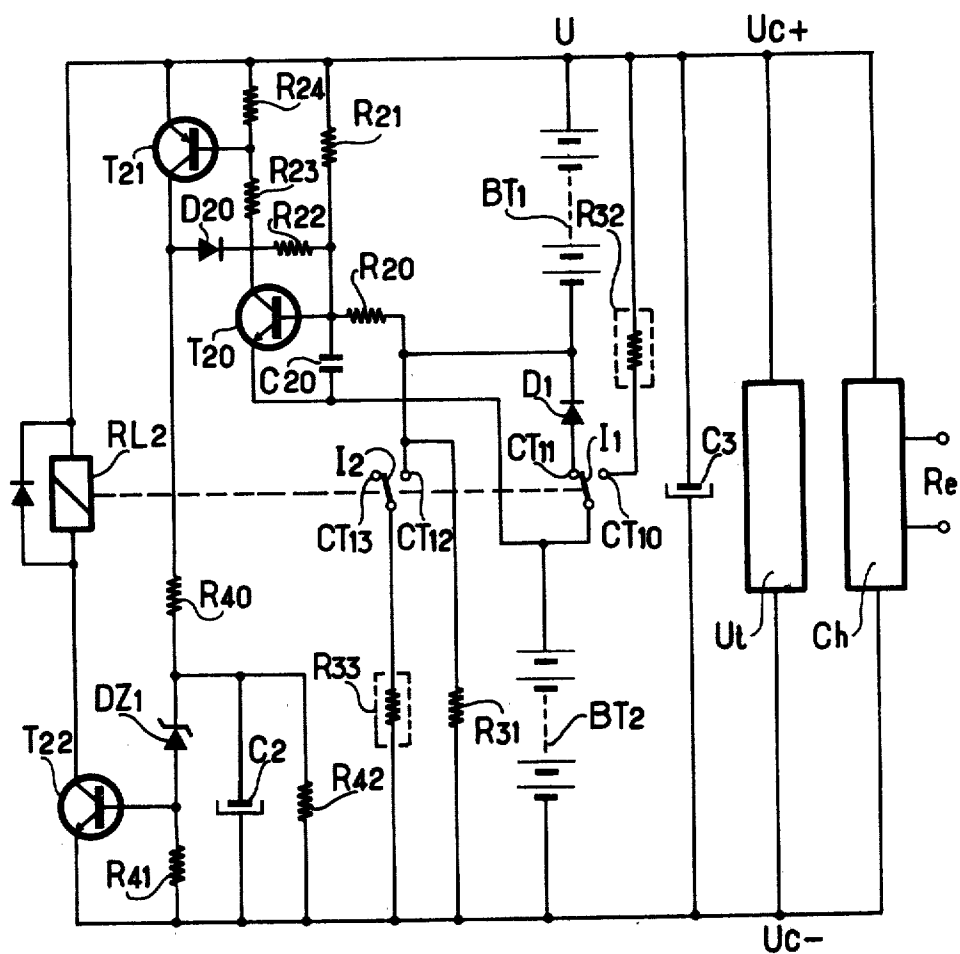 U
Uc+
R24
R21
T21
R23
D20
R22
BT1
R32
R20
T20
C20
D1
RL2
I2
CT11
I1
C3
Re
CT13
CT12
CT10
R40
Ut
Ch
R33
DZ1
BT2
T22
C2
R31
R42
R41
Uc-